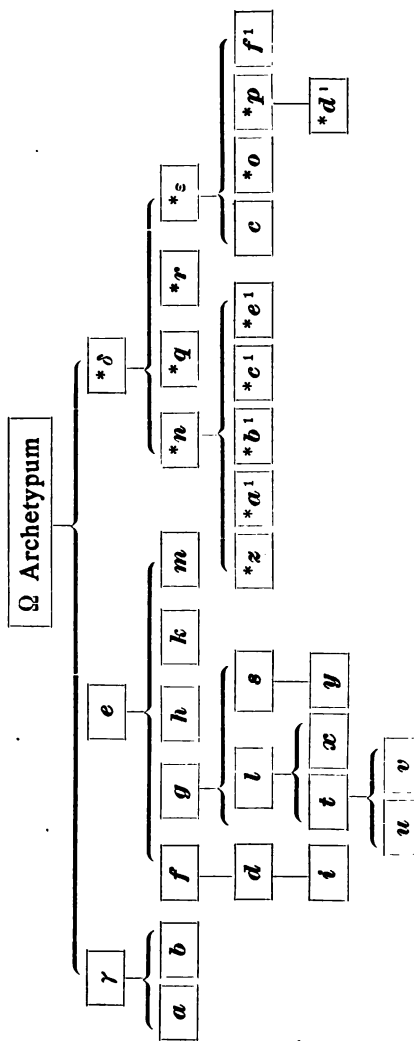 Ω Archetypum
γ e *δ
a b f g h k m *n *q *r *ε
d l s *z *a¹ *b¹ *c¹ *e¹ c *o *p f¹
i t x y *d¹
u v